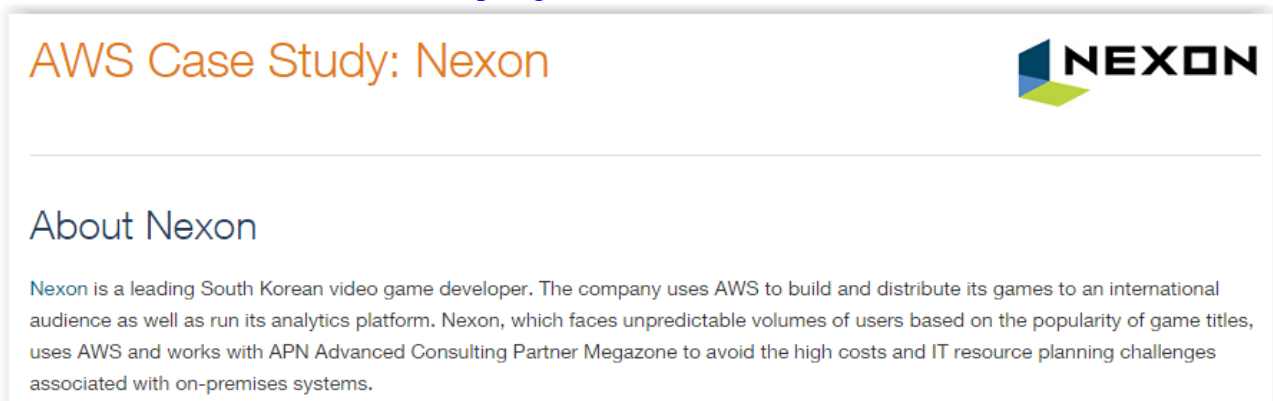 AWS Case Study: Nexon
NEXON
About Nexon
Nexon is a leading South Korean video game developer. The company uses AWS to build and distribute its games to an international
audience as well as run its analytics platform. Nexon, which faces unpredictable volumes of users based on the popularity of game titles,
uses AWS and works with APN Advanced Consulting Partner Megazone to avoid the high costs and IT resource planning challenges
associated with on-premises systems.